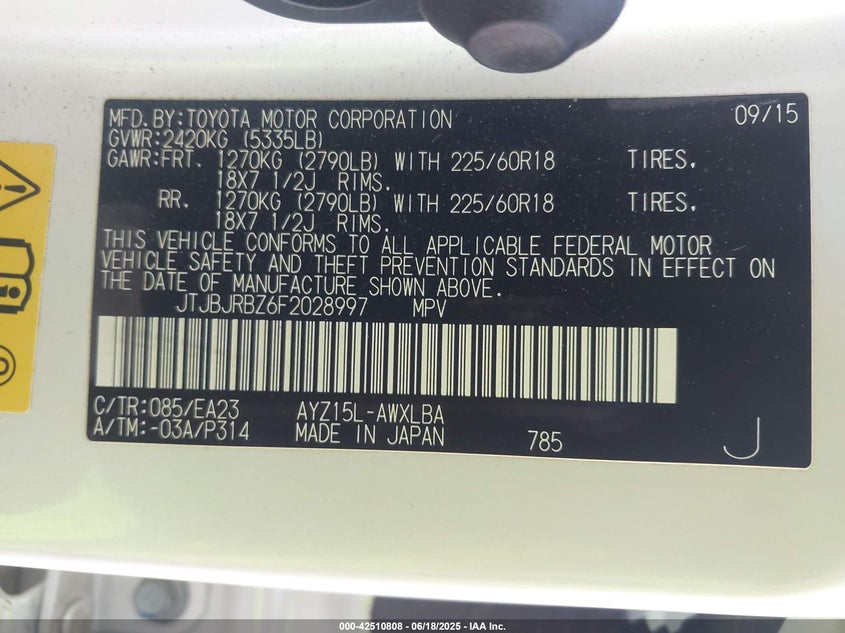 MFD.BY:TOYOTA MOTOR CORPORATION 09/15
GVWR:2420KG (5335LB)
GAWR:FRT. 1270KG (2790LB) WITH 225/60R18 TIRES.
18X7 1/2J RIMS.
RR. 1270KG (2790LB) WITH 225/60R18 TIRES.
18X7 1/2J RIMS.
THIS VEHICLE CONFORMS TO ALL APPLICABLE FEDERAL MOTOR
VEHICLE SAFETY AND THEFT PREVENTION STANDARDS IN EFFECT ON
THE DATE OF MANUFACTURE SHOWN ABOVE.
JTJBJRBZ6F2028997 MPV
C/TR:085/EA23 AYZ15L-AWXLBA
A/TM:-03A/P314 MADE IN JAPAN 785 J
000-42510808 - 06/18/2025 - IAA Inc.